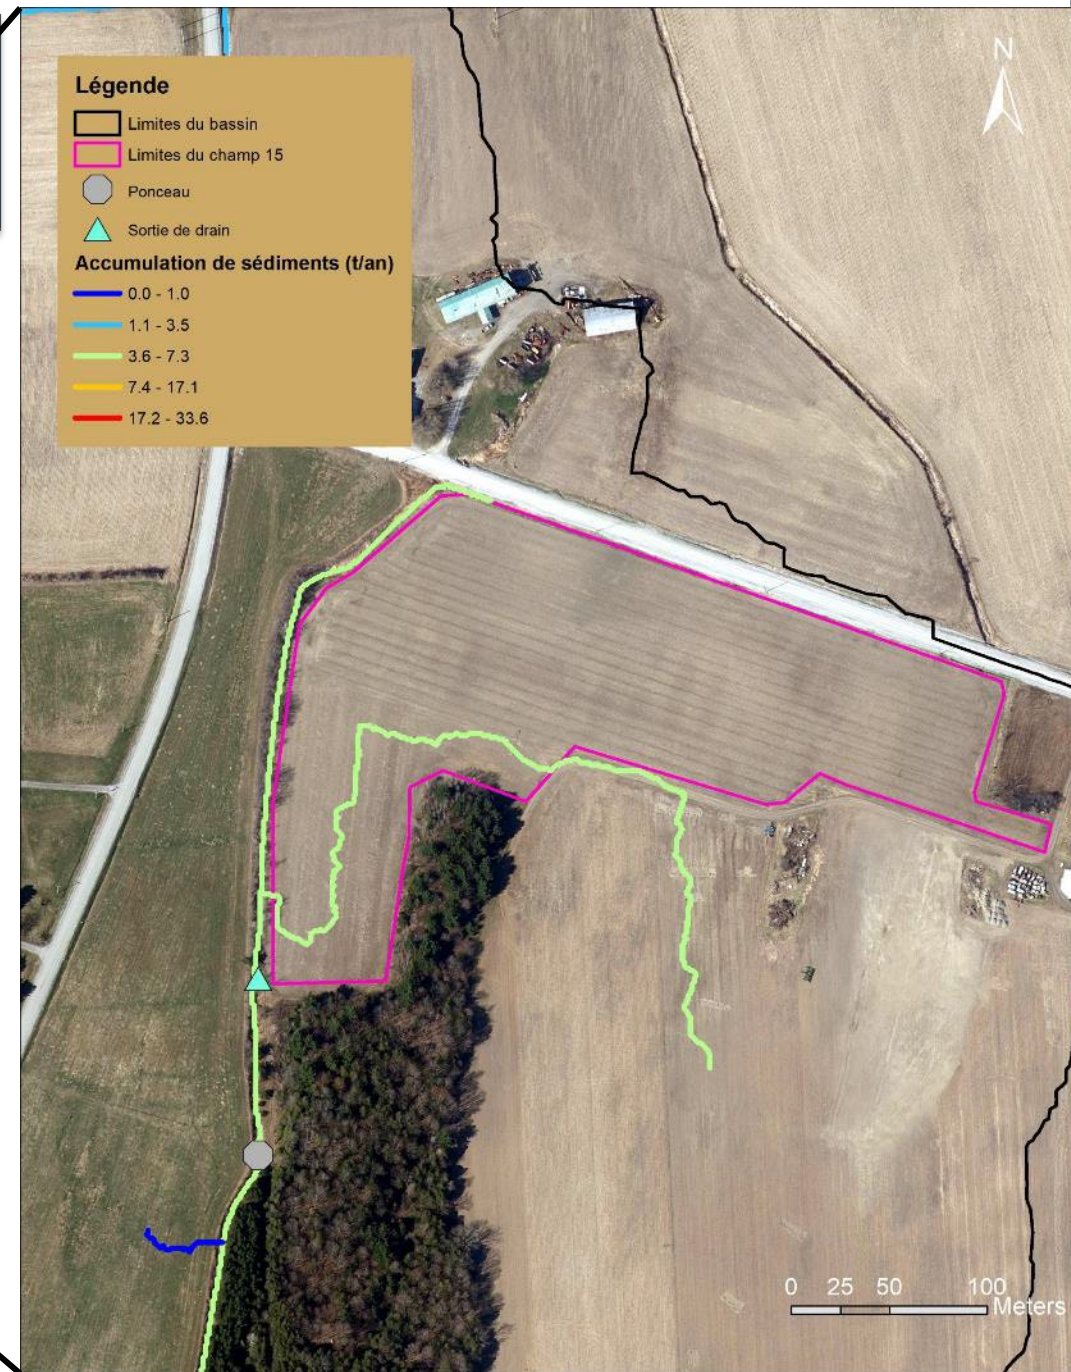 N
Légende
Limites du bassin
Limites du champ 15
Ponceau
Sortie de drain
Accumulation de sédiments (t/an)
0.0 - 1.0
1.1 - 3.5
3.6 - 7.3
7.4 - 17.1
17.2 - 33.6
0 25 50 100
Meters